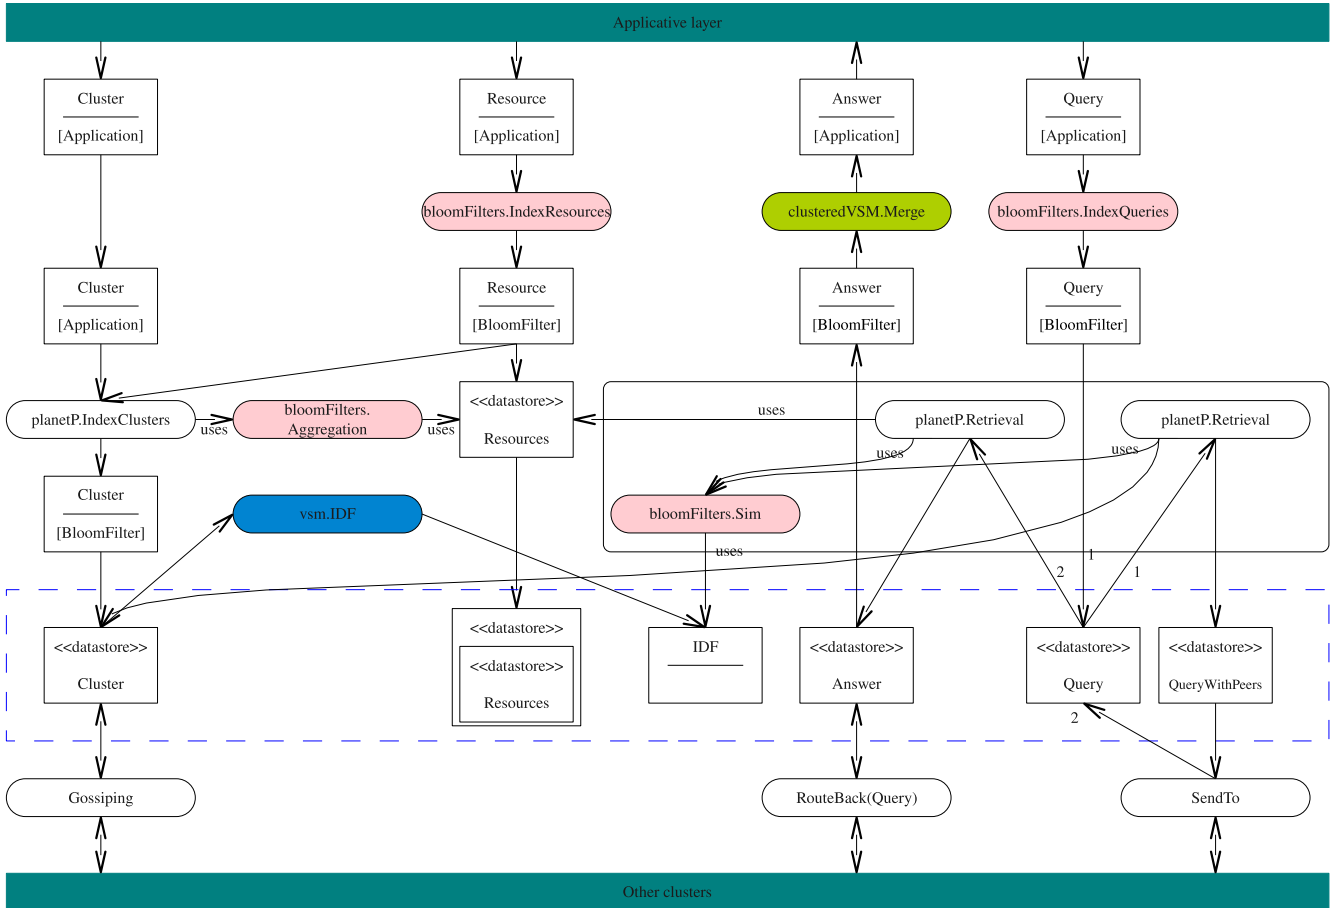 Applicative layer
Cluster
[Application]
Resource
[Application]
Answer
[Application]
Query
[Application]
bloomFilters.IndexResources
clusteredVSM.Merge
bloomFilters.IndexQueries
Cluster
[Application]
Resource
[BloomFilter]
Answer
[BloomFilter]
Query
[BloomFilter]
planetP.IndexClusters
uses
bloomFilters.
Aggregation
uses
<<datastore>>
Resources
uses
planetP.Retrieval
planetP.Retrieval
uses
uses
Cluster
[BloomFilter]
vsm.IDF
bloomFilters.Sim
uses
1
2
1
<<datastore>>
Cluster
<<datastore>>
<<datastore>>
Resources
IDF
<<datastore>>
Answer
<<datastore>>
Query
<<datastore>>
QueryWithPeers
2
Gossiping
RouteBack(Query)
SendTo
Other clusters